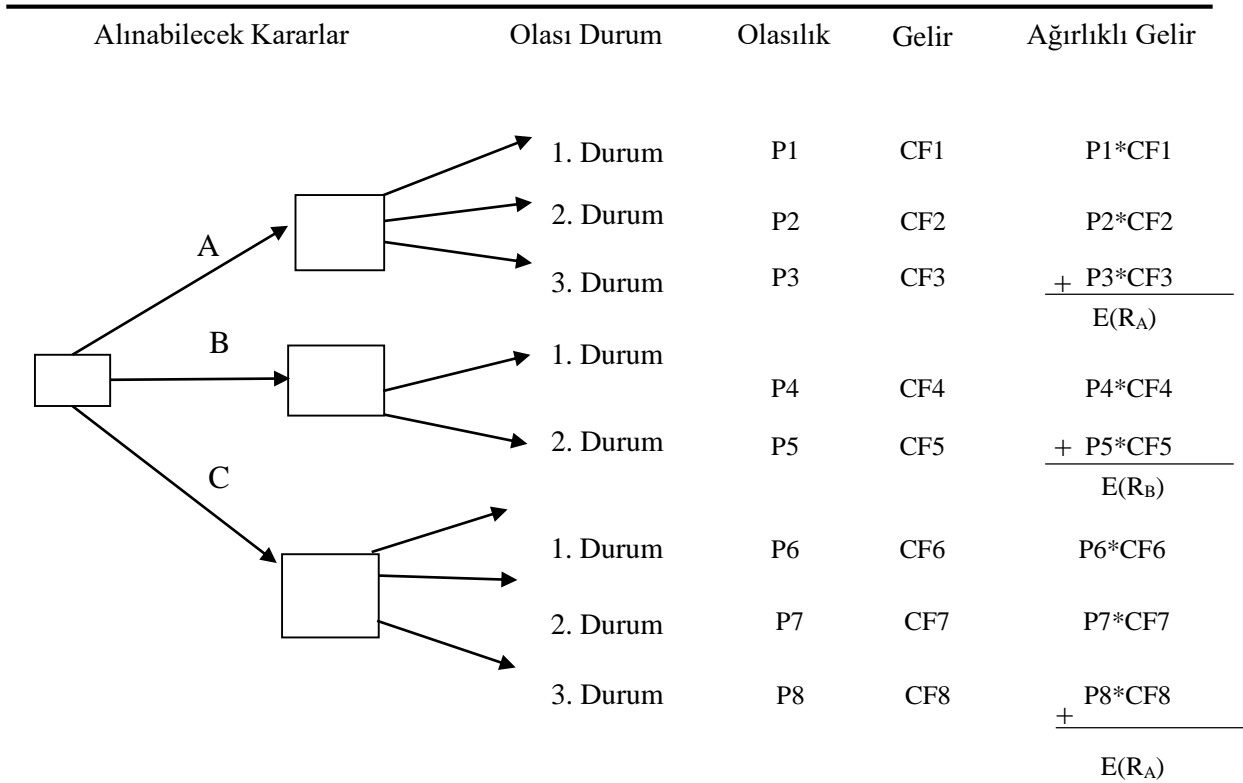 Alınabilecek Kararlar Olası Durum Olasılık Gelir Ağırlıklı Gelir
1. Durum P1 CF1 P1*CF1
2. Durum P2 CF2 P2*CF2
A
3. Durum P3 CF3 + P3*CF3
E(RA)
B
1. Durum
P4 CF4 P4*CF4
2. Durum P5 CF5 + P5*CF5
C
E(RB)
1. Durum P6 CF6 P6*CF6
2. Durum P7 CF7 P7*CF7
3. Durum P8 CF8 P8*CF8
+
E(RA)